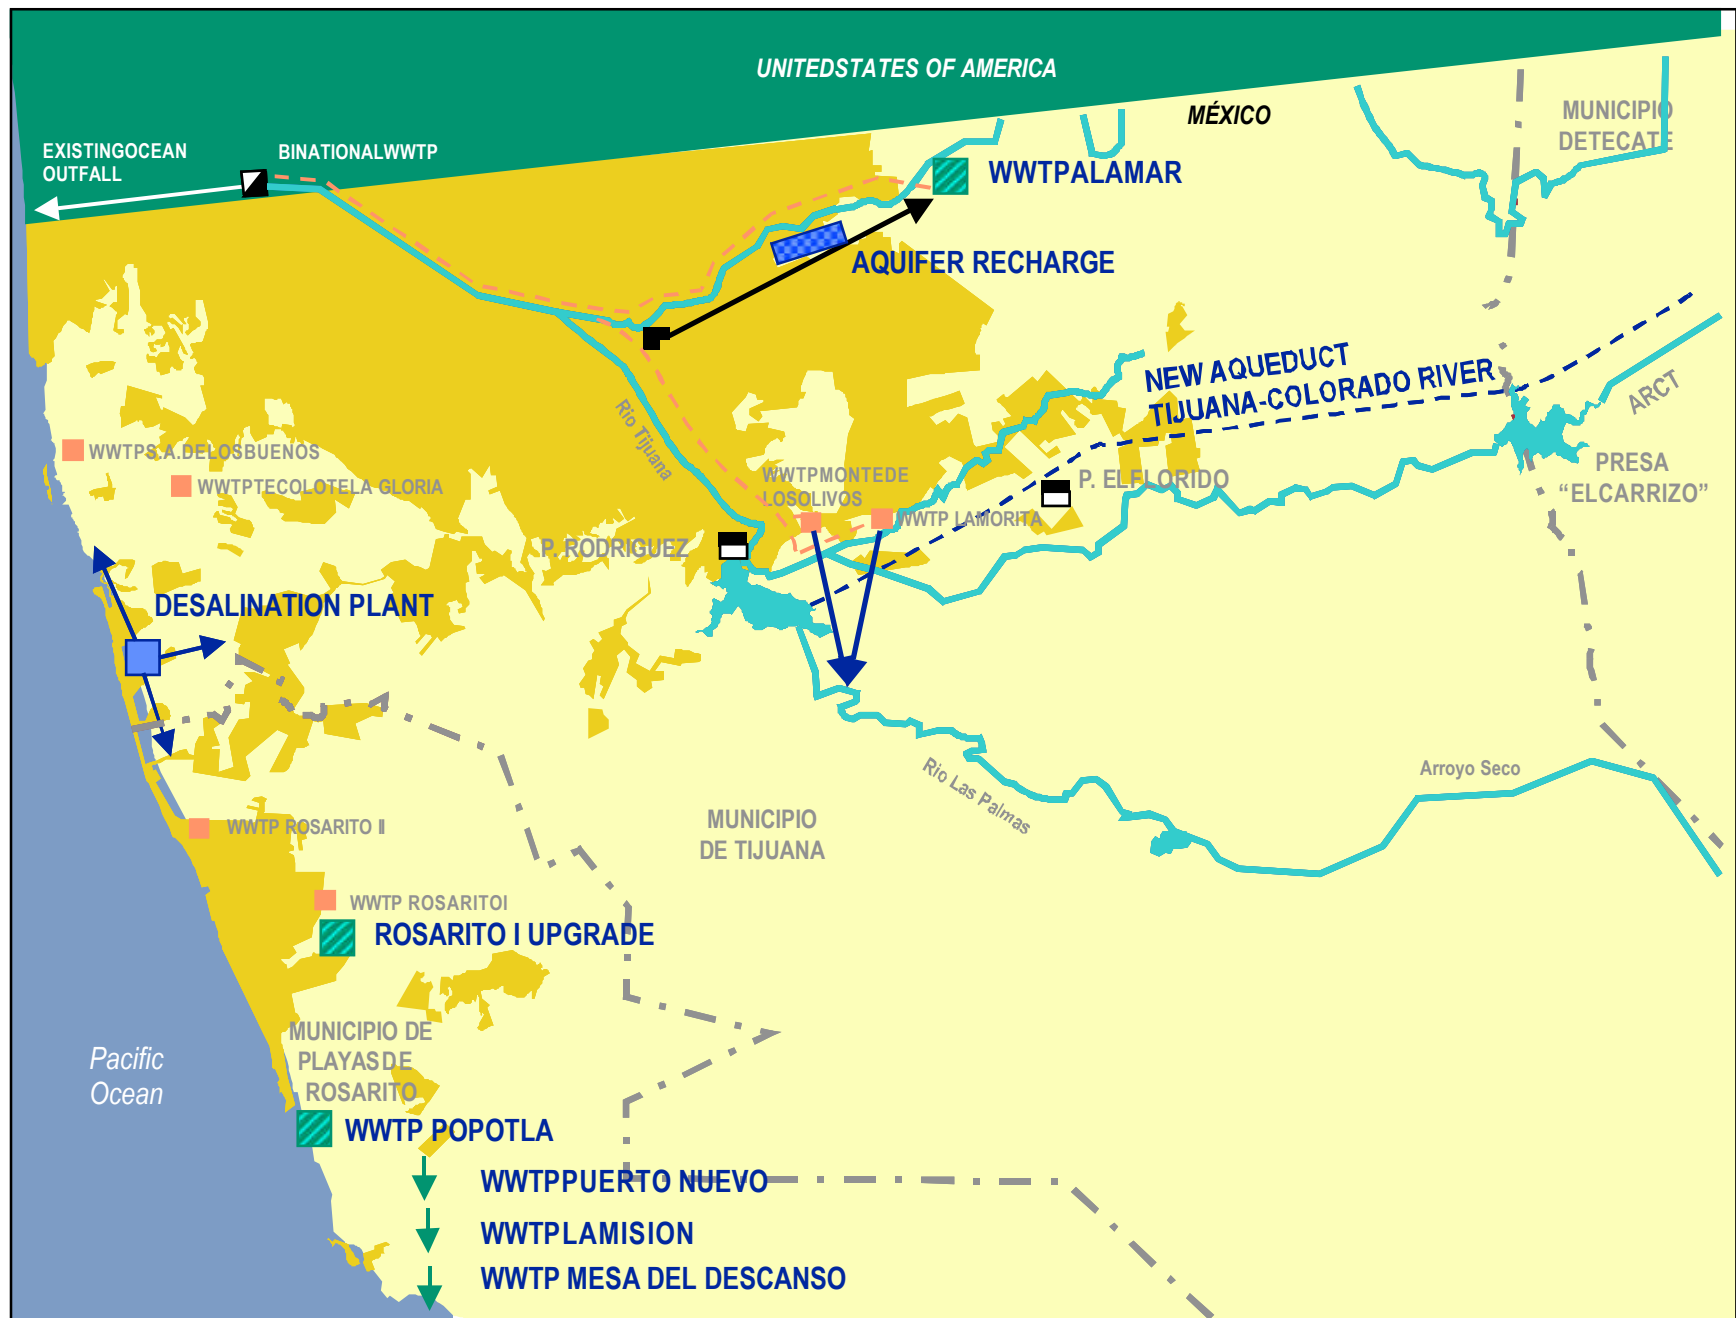 UNITEDSTATES OF AMERICA
MÉXICO
MUNICIPIO
DETECATE
EXISTINGOCEAN
OUTFALL
BINATIONALWWTP
WWTPALAMAR
AQUIFER RECHARGE
NEW AQUEDUCT
TIJUANA-COLORADO RIVER
ARCT
Rio Tijuana
WWTPS.A.DELOSBUENOS
WWTPTECOLOTELA GLORIA
WWTPMONTEDE
LOSOLIVOS
P. ELFLORIDO
PRESA
“ELCARRIZO”
WWTP LAMORITA
P. RODRIGUEZ
DESALINATION PLANT
Rio Las Palmas
Arroyo Seco
MUNICIPIO
DE TIJUANA
WWTP ROSARITO II
WWTP ROSARITOI
ROSARITO I UPGRADE
MUNICIPIO DE
PLAYASDE
ROSARITO
Pacific
Ocean
WWTP POPOTLA
WWTPPUERTO NUEVO
WWTPLAMISION
WWTP MESA DEL DESCANSO